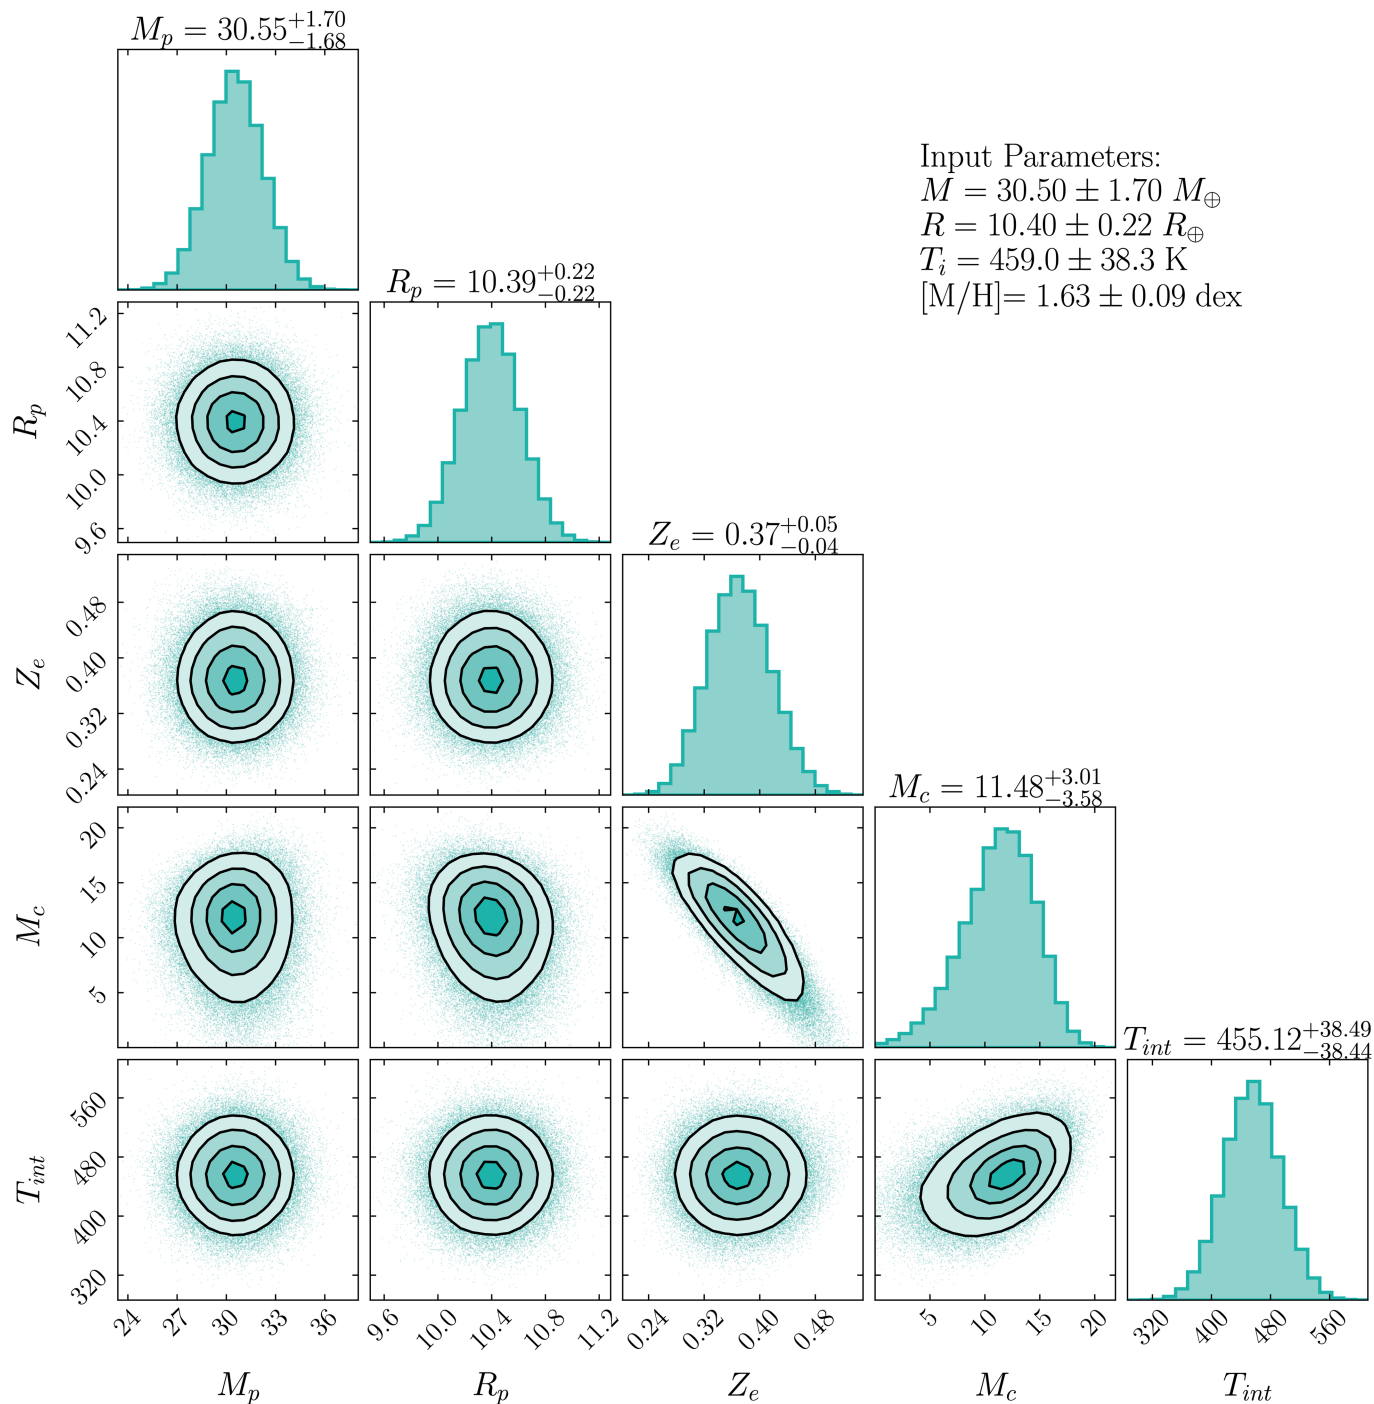 M_p = 30.55^{+1.70}_{-1.68}
Input Parameters:
M = 30.50 ± 1.70 M_⊕
R = 10.40 ± 0.22 R_⊕
T_i = 459.0 ± 38.3 K
[M/H]= 1.63 ± 0.09 dex
R_p = 10.39^{+0.22}_{-0.22}
R_p
11.2
10.8
10.4
10.0
9.6
Z_e = 0.37^{+0.05}_{-0.04}
Z_e
0.48
0.40
0.32
0.24
M_c = 11.48^{+3.01}_{-3.58}
M_c
20
15
10
5
T_{int} = 455.12^{+38.49}_{-38.44}
T_{int}
560
480
400
320
24 27 30 33 36
9.6 10.0 10.4 10.8 11.2
0.24 0.32 0.40 0.48
5 10 15 20
320 400 480 560
M_p R_p Z_e M_c T_{int}